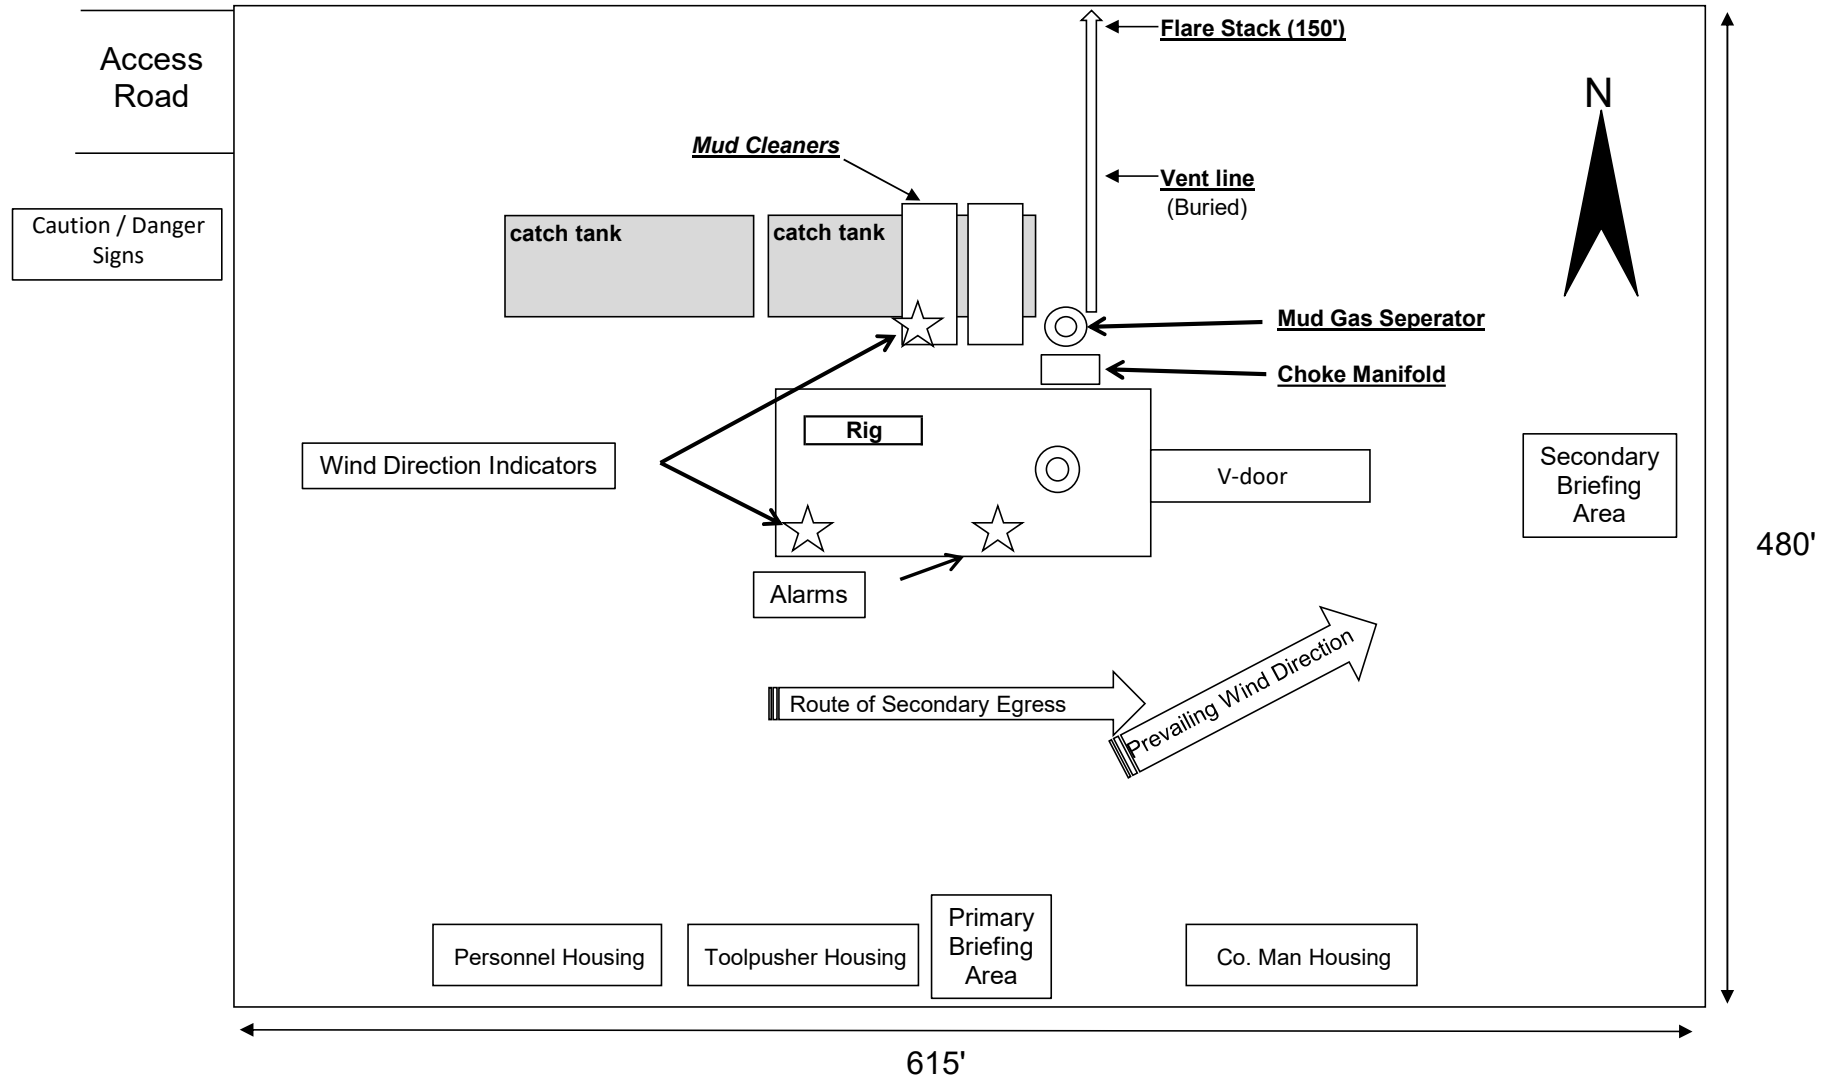 Access
Road
Flare Stack (150')
N
Mud Cleaners
Vent line
(Buried)
Caution / Danger
Signs
catch tank
catch tank
Mud Gas Seperator
Choke Manifold
Rig
Wind Direction Indicators
V-door
Secondary
Briefing
Area
480'
Alarms
Prevailing Wind Direction
Route of Secondary Egress
Primary
Briefing
Area
Personnel Housing
Toolpusher Housing
Co. Man Housing
615'